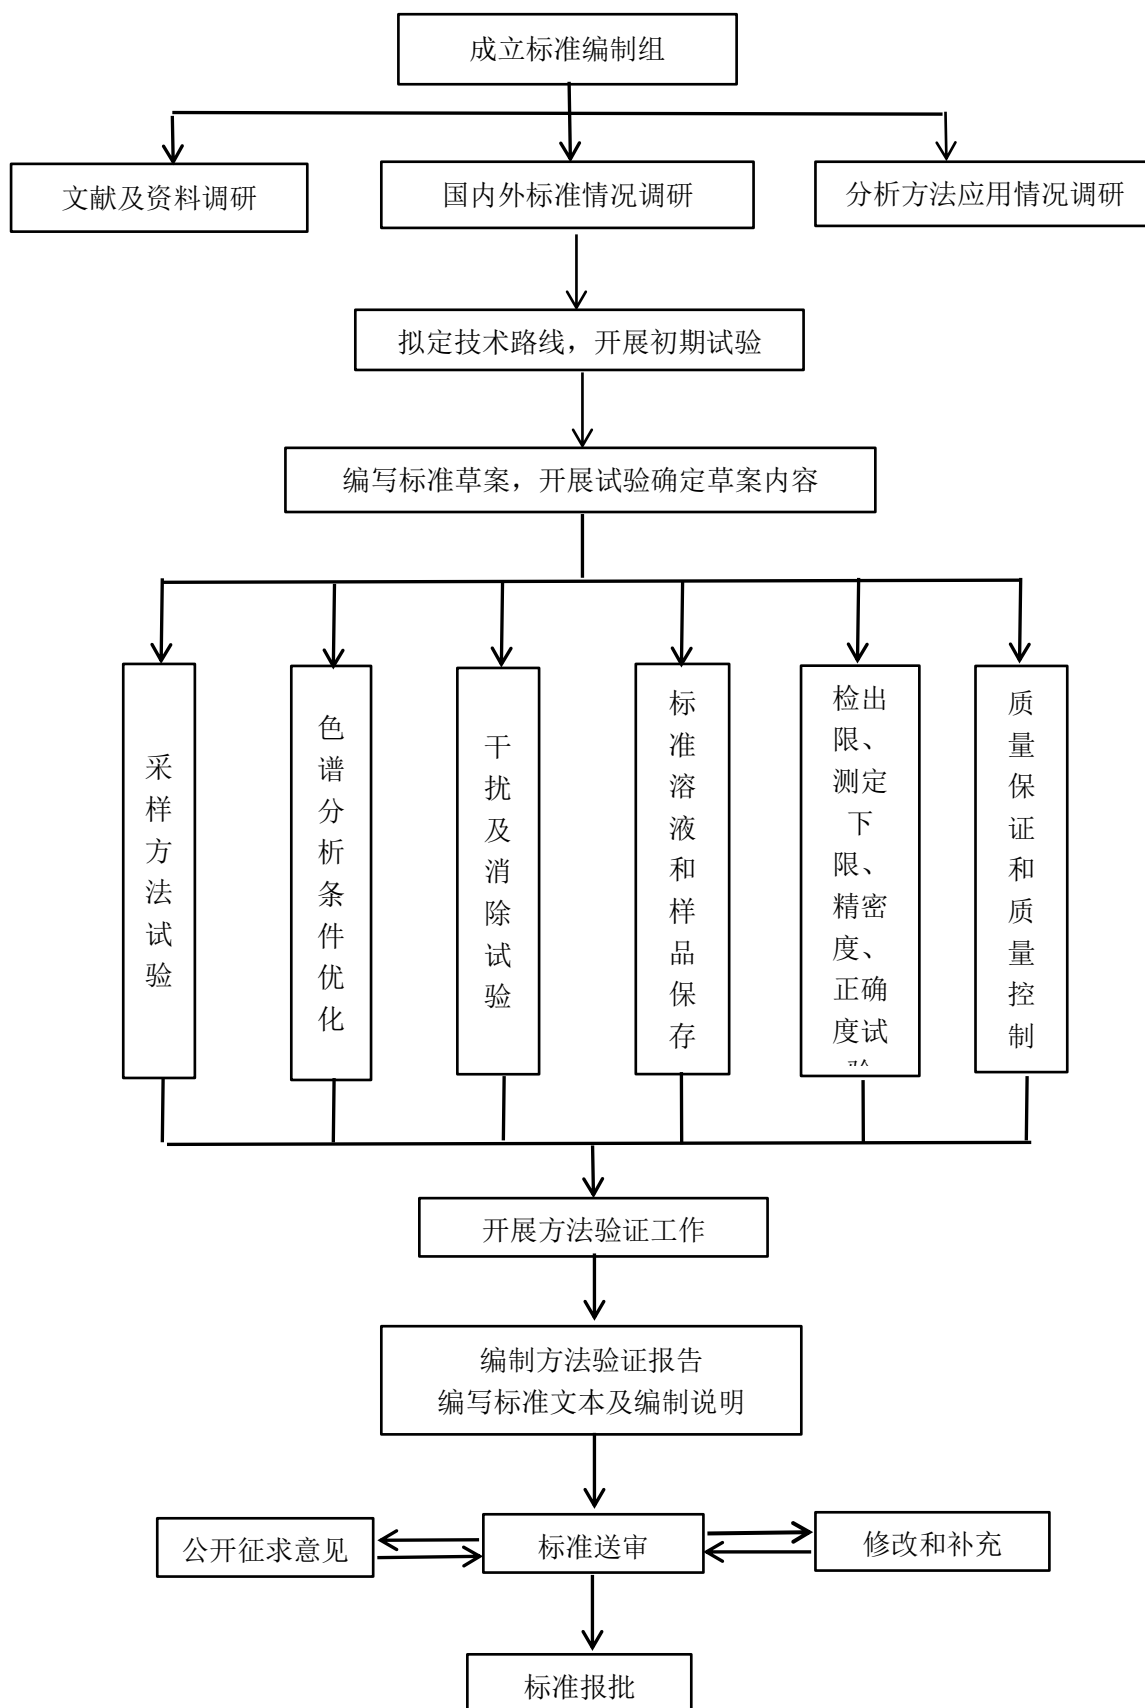 成立标准编制组
文献及资料调研
国内外标准情况调研
分析方法应用情况调研
拟定技术路线，开展初期试验
编写标准草案，开展试验确定草案内容
采样方法试验
色谱分析条件优化
干扰及消除试验
标准溶液和样品保存
检出
限、
测定
下
限、
精密
度、
正确
度试
质量保证和质量控制
开展方法验证工作
编制方法验证报告
编写标准文本及编制说明
公开征求意见
标准送审
修改和补充
标准报批